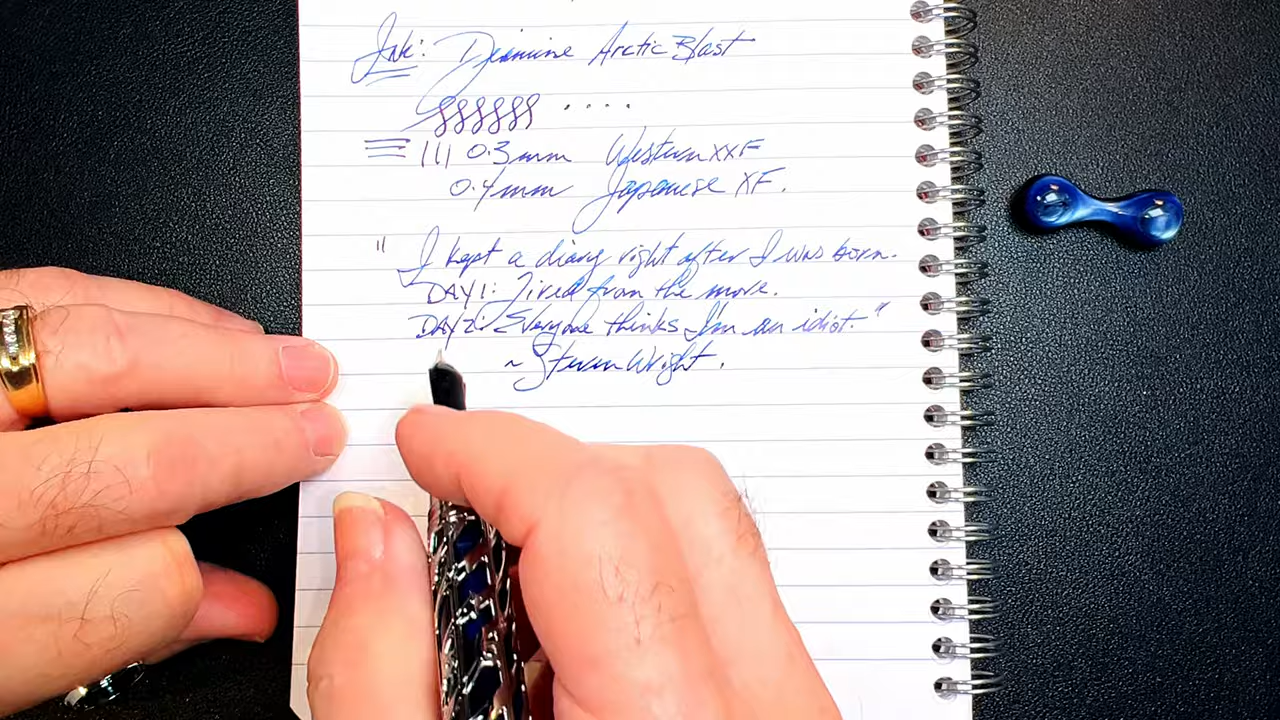 Ink: Diamine Arctic Blast
0.3mm Western XXF
0.4mm Japanese XF.
" I kept a diary right after I was born.
DAY 1: Tired from the move.
DAY 2: Everyone thinks I'm an idiot."
~ Steven Wright.